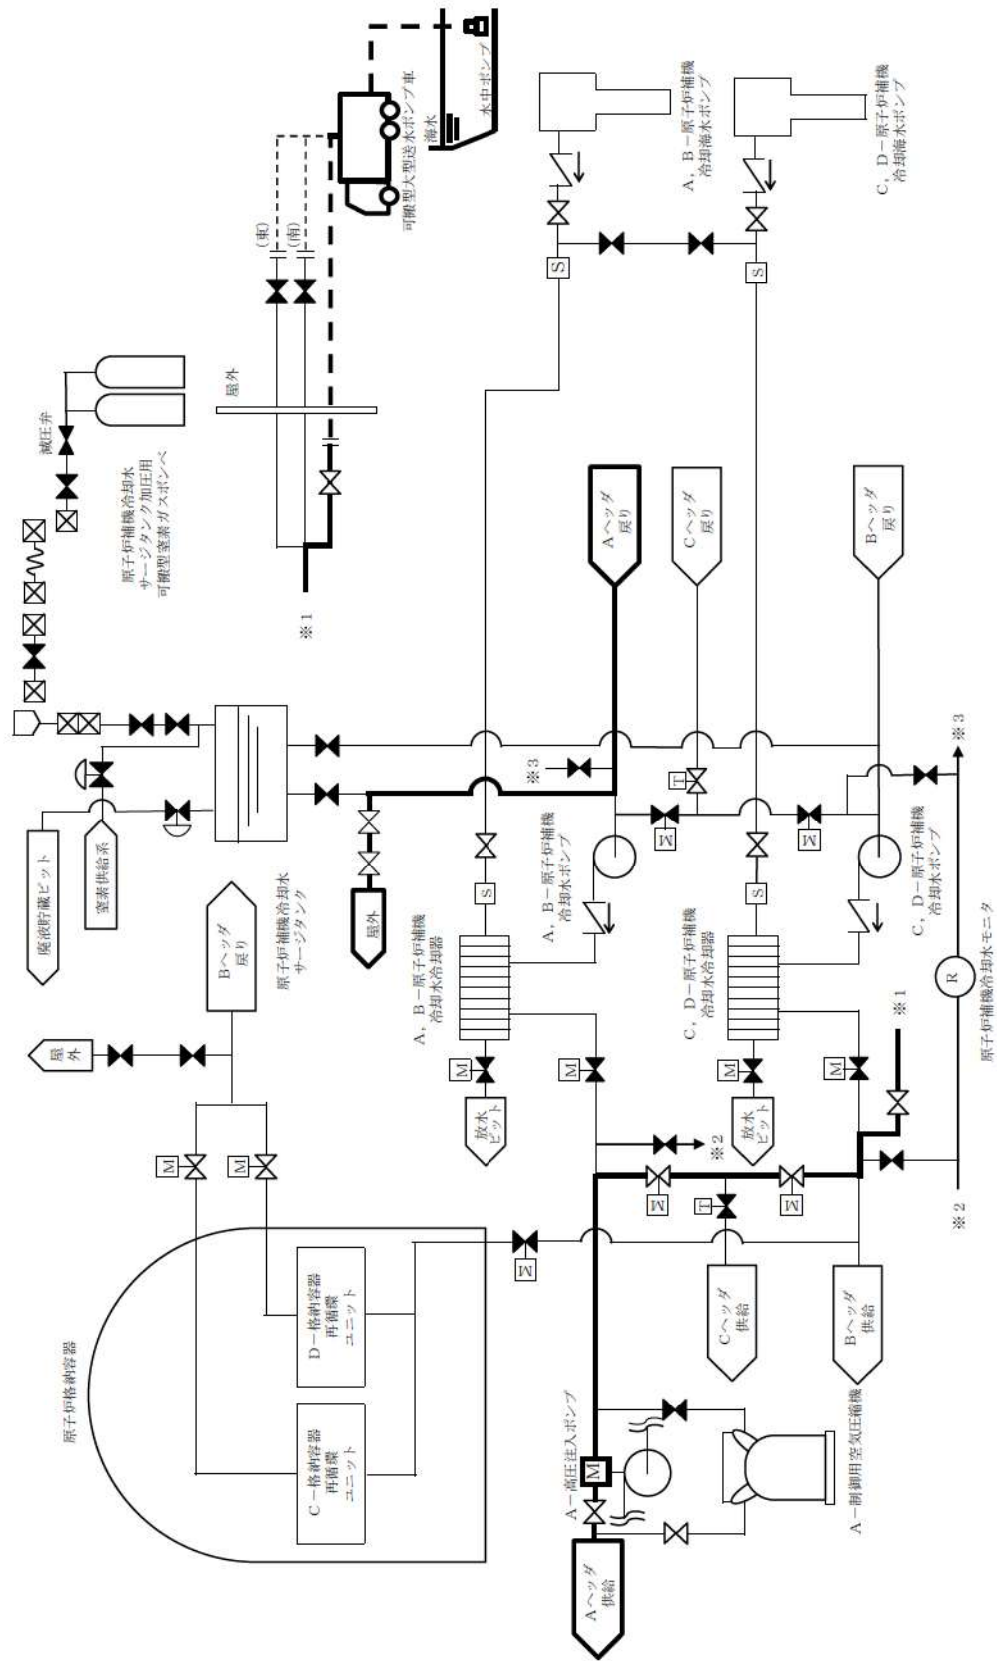 原子炉格納容器
C－格納容器
再循環
ユニット
D－格納容器
再循環
ユニット
M
M
M
屋外
Bヘッダ
戻り
廃液貯蔵ピット
窒素供給系
原子炉補機冷却水
サージタンク
原子炉補機冷却水
サージタンク加圧用
可搬型窒素ガスボンベ
減圧弁
屋外
(東)
(南)
※1
可搬型大型送水ポンプ車
海水
水中ポンプ
屋外
A, B－原子炉補機
冷却水冷却器
M
放水
ピット
S
S
A, B－原子炉補機
冷却海水ポンプ
A, B－原子炉補機
冷却水ポンプ
M
※3
Aヘッダ
戻り
Cヘッダ
戻り
T
M
M
Bヘッダ
戻り
C, D－原子炉補機
冷却水冷却器
M
放水
ピット
S
S
C, D－原子炉補機
冷却海水ポンプ
C, D－原子炉補機
冷却水ポンプ
M
※2
M
M
T
Cヘッダ
供給
Bヘッダ
供給
※1
A－高圧注入ポンプ
M
Aヘッダ
供給
A－制御用空気圧縮機
※2
R
原子炉補機冷却水モニタ
※3